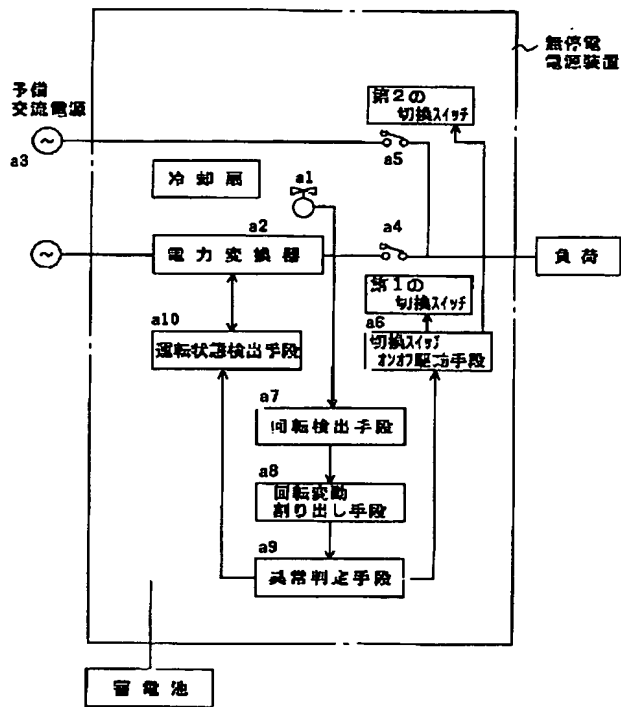 無停電
電源装置
予備
交流電源
第2の
切換スイッチ
a3
a5
冷却扇
a1
a2
a4
電力変換器
負荷
第1の
切換スイッチ
a10
a6
運転状態検出手段
切換スイッチ
オンオフ駆動手段
a7
回転検出手段
a8
回転変動
割り出し手段
a9
異常判定手段
蓄電池